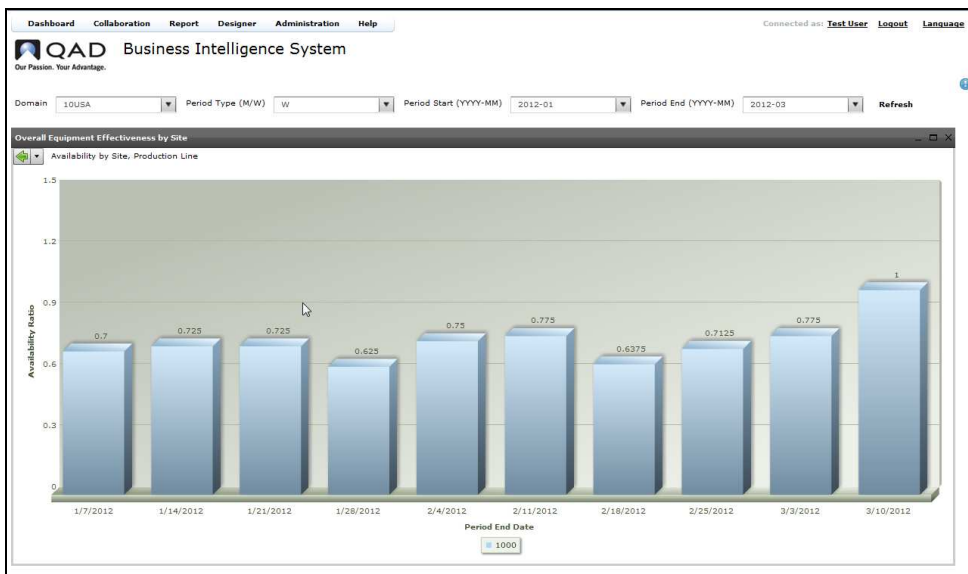 Dashboard Collaboration Report Designer Administration Help
Connected as: Test User Logout Language
QAD Business Intelligence System
Our Passion. Your Advantage.
Domain 10USA Period Type (M/W) W Period Start (YYYY-MM) 2012-01 Period End (YYYY-MM) 2012-03 Refresh
Overall Equipment Effectiveness by Site
Availability by Site, Production Line
1.5
1.2
0.9
0.6
0.3
0
Availability Ratio
0.7 0.725 0.725 0.625 0.75 0.775 0.6375 0.7125 0.775 1
1/7/2012 1/14/2012 1/21/2012 1/28/2012 2/4/2012 2/11/2012 2/18/2012 2/25/2012 3/3/2012 3/10/2012
Period End Date
1000